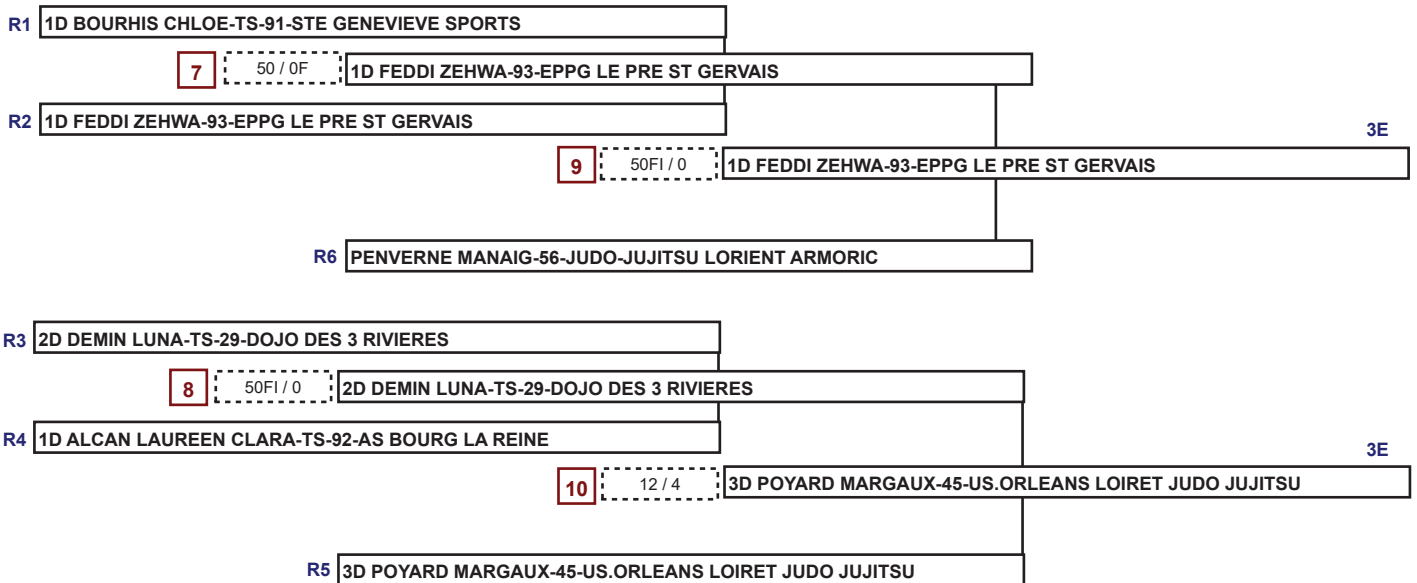 R1 1D BOURHIS CHLOE-TS-91-STE GENEVIEVE SPORTS
7 50 / 0F 1D FEDDI ZEHWA-93-EPPG LE PRE ST GERVAIS
R2 1D FEDDI ZEHWA-93-EPPG LE PRE ST GERVAIS
3E
9 50FI / 0 1D FEDDI ZEHWA-93-EPPG LE PRE ST GERVAIS
R6 PENVERNE MANAIG-56-JUDO-JUJITSU LORIENT ARMORIC
R3 2D DEMIN LUNA-TS-29-DOJO DES 3 RIVIERES
8 50FI / 0 2D DEMIN LUNA-TS-29-DOJO DES 3 RIVIERES
R4 1D ALCAN LAUREEN CLARA-TS-92-AS BOURG LA REINE
3E
10 12 / 4 3D POYARD MARGAUX-45-US.ORLEANS LOIRET JUDO JUJITSU
R5 3D POYARD MARGAUX-45-US.ORLEANS LOIRET JUDO JUJITSU